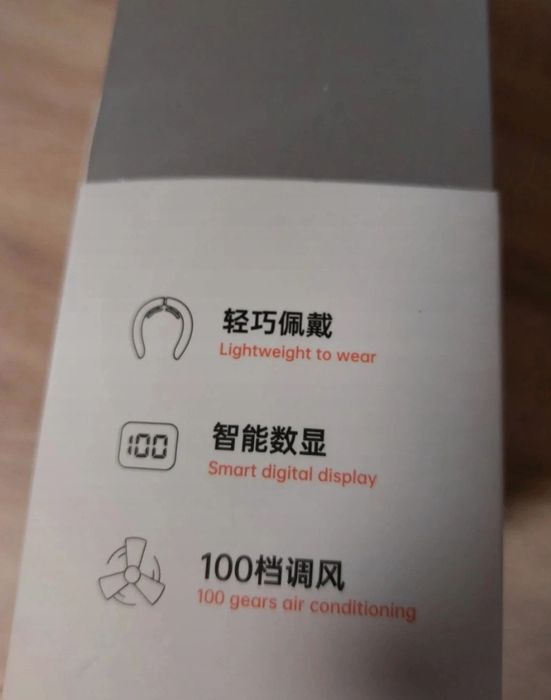 轻巧佩戴
Lightweight to wear
100
智能数显
Smart digital display
100档调风
100 gears air conditioning